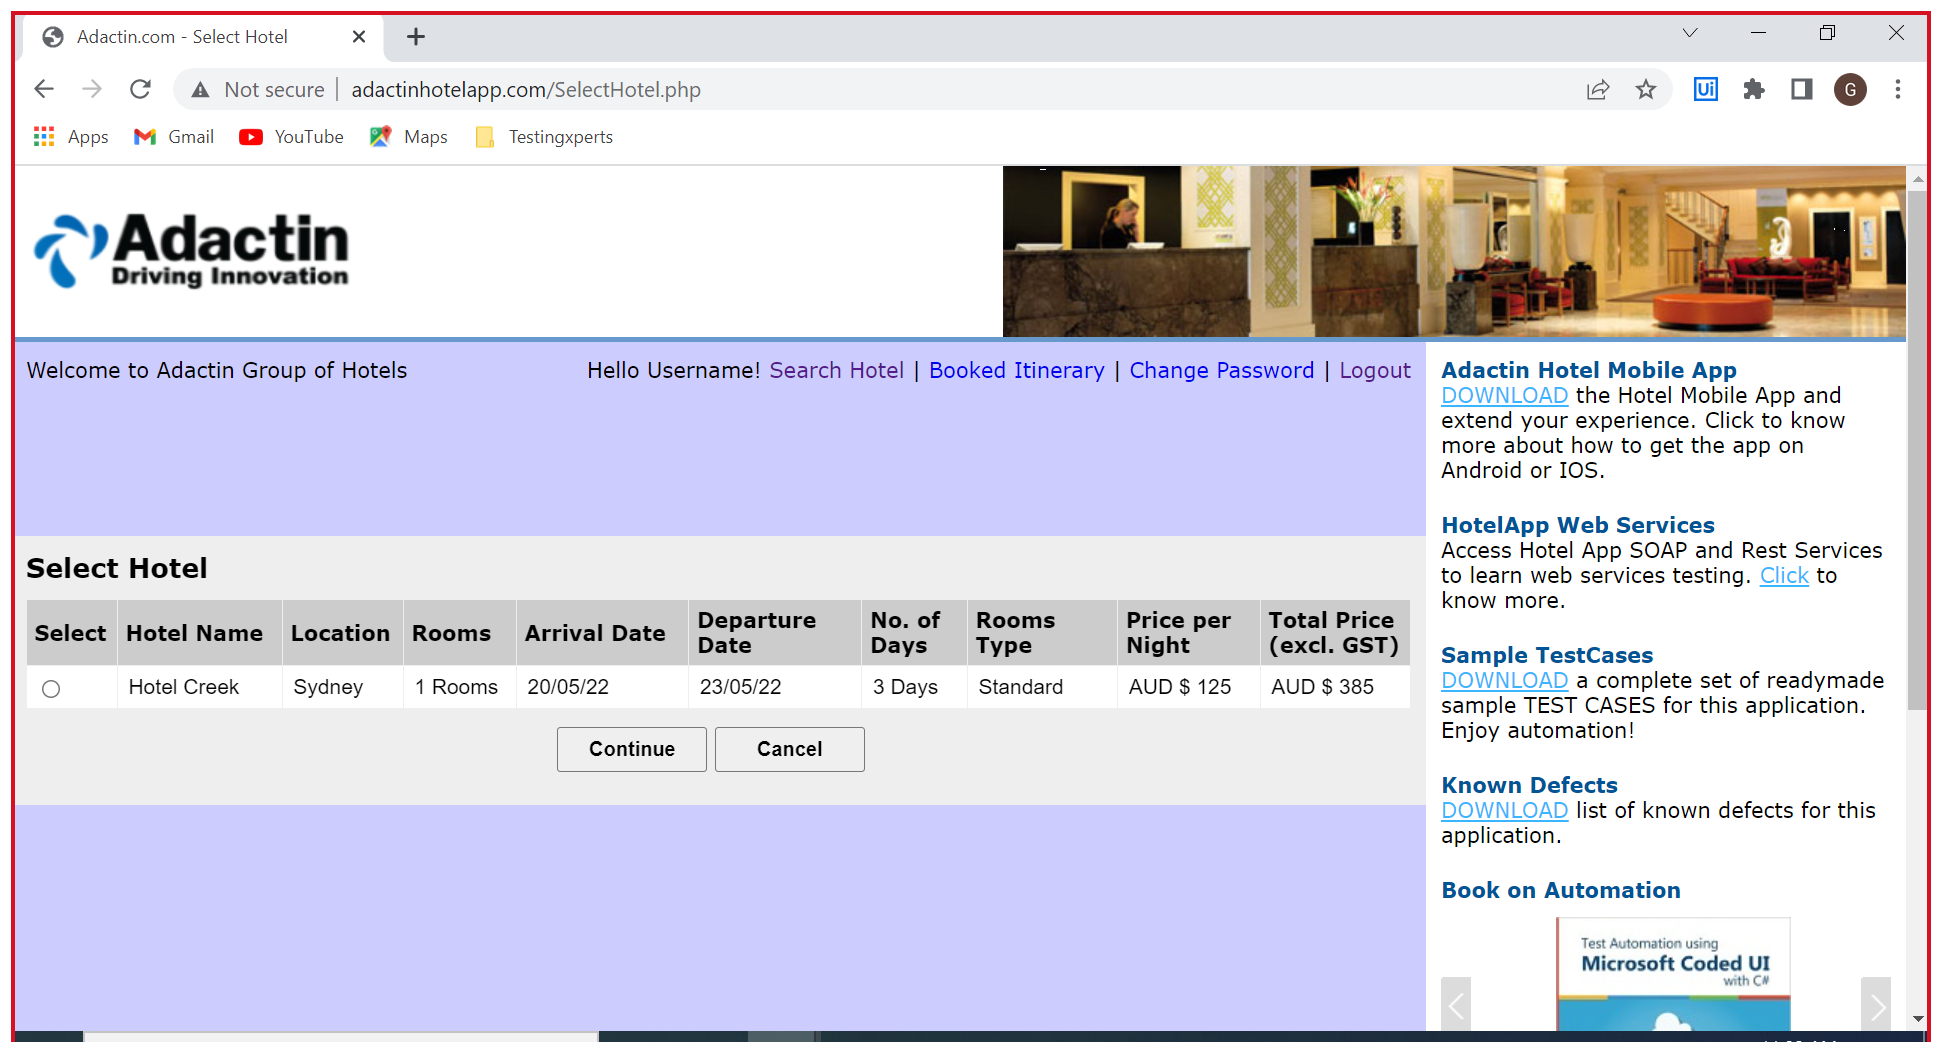 Adactin.com - Select Hotel
Not secure | adactinhotelapp.com/SelectHotel.php
Ui
G
Apps Gmail YouTube Maps Testingxperts
Adactin
Driving Innovation
Welcome to Adactin Group of Hotels
Hello Username! Search Hotel | Booked Itinerary | Change Password | Logout
Select Hotel
Select Hotel Name Location Rooms Arrival Date Departure Date No. of Days Rooms Type Price per Night Total Price (excl. GST)
Hotel Creek Sydney 1 Rooms 20/05/22 23/05/22 3 Days Standard AUD $ 125 AUD $ 385
Continue Cancel
Adactin Hotel Mobile App
DOWNLOAD the Hotel Mobile App and
extend your experience. Click to know
more about how to get the app on
Android or IOS.
HotelApp Web Services
Access Hotel App SOAP and Rest Services
to learn web services testing. Click to
know more.
Sample TestCases
DOWNLOAD a complete set of readymade
sample TEST CASES for this application.
Enjoy automation!
Known Defects
DOWNLOAD list of known defects for this
application.
Book on Automation
Test Automation using
Microsoft Coded UI
with C#